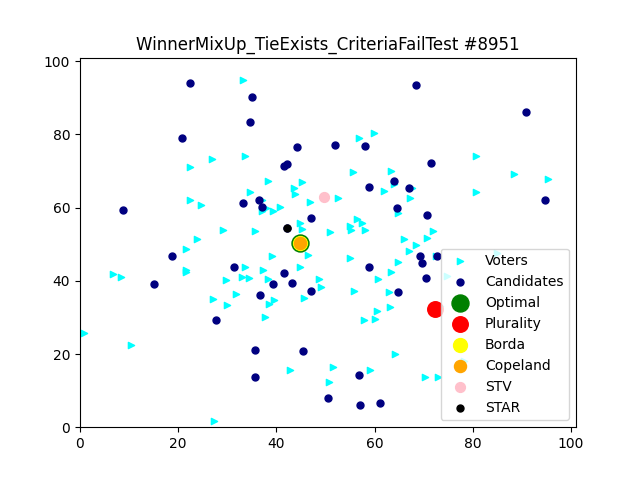 WinnerMixUp_TieExists_CriteriaFailTest #8951
100
80
60
40
20
0
Voters
Candidates
Optimal
Plurality
Borda
Copeland
STV
STAR
0 20 40 60 80 100